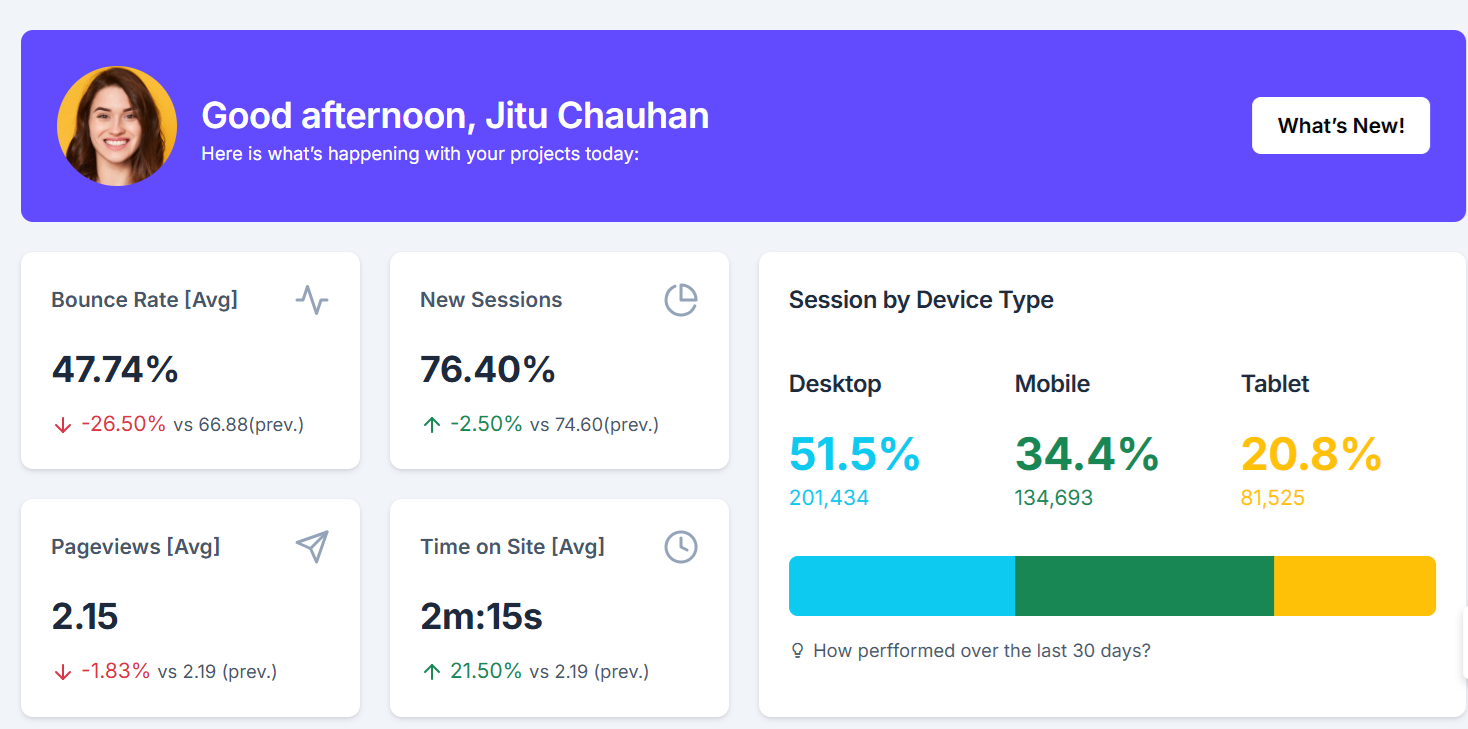 Good afternoon, Jitu Chauhan
Here is what’s happening with your projects today:
What’s New!
Bounce Rate [Avg]
47.74%
-26.50% vs 66.88(prev.)
New Sessions
76.40%
-2.50% vs 74.60(prev.)
Pageviews [Avg]
2.15
-1.83% vs 2.19 (prev.)
Time on Site [Avg]
2m:15s
21.50% vs 2.19 (prev.)
Session by Device Type
Desktop
51.5%
201,434
Mobile
34.4%
134,693
Tablet
20.8%
81,525
How perfformed over the last 30 days?